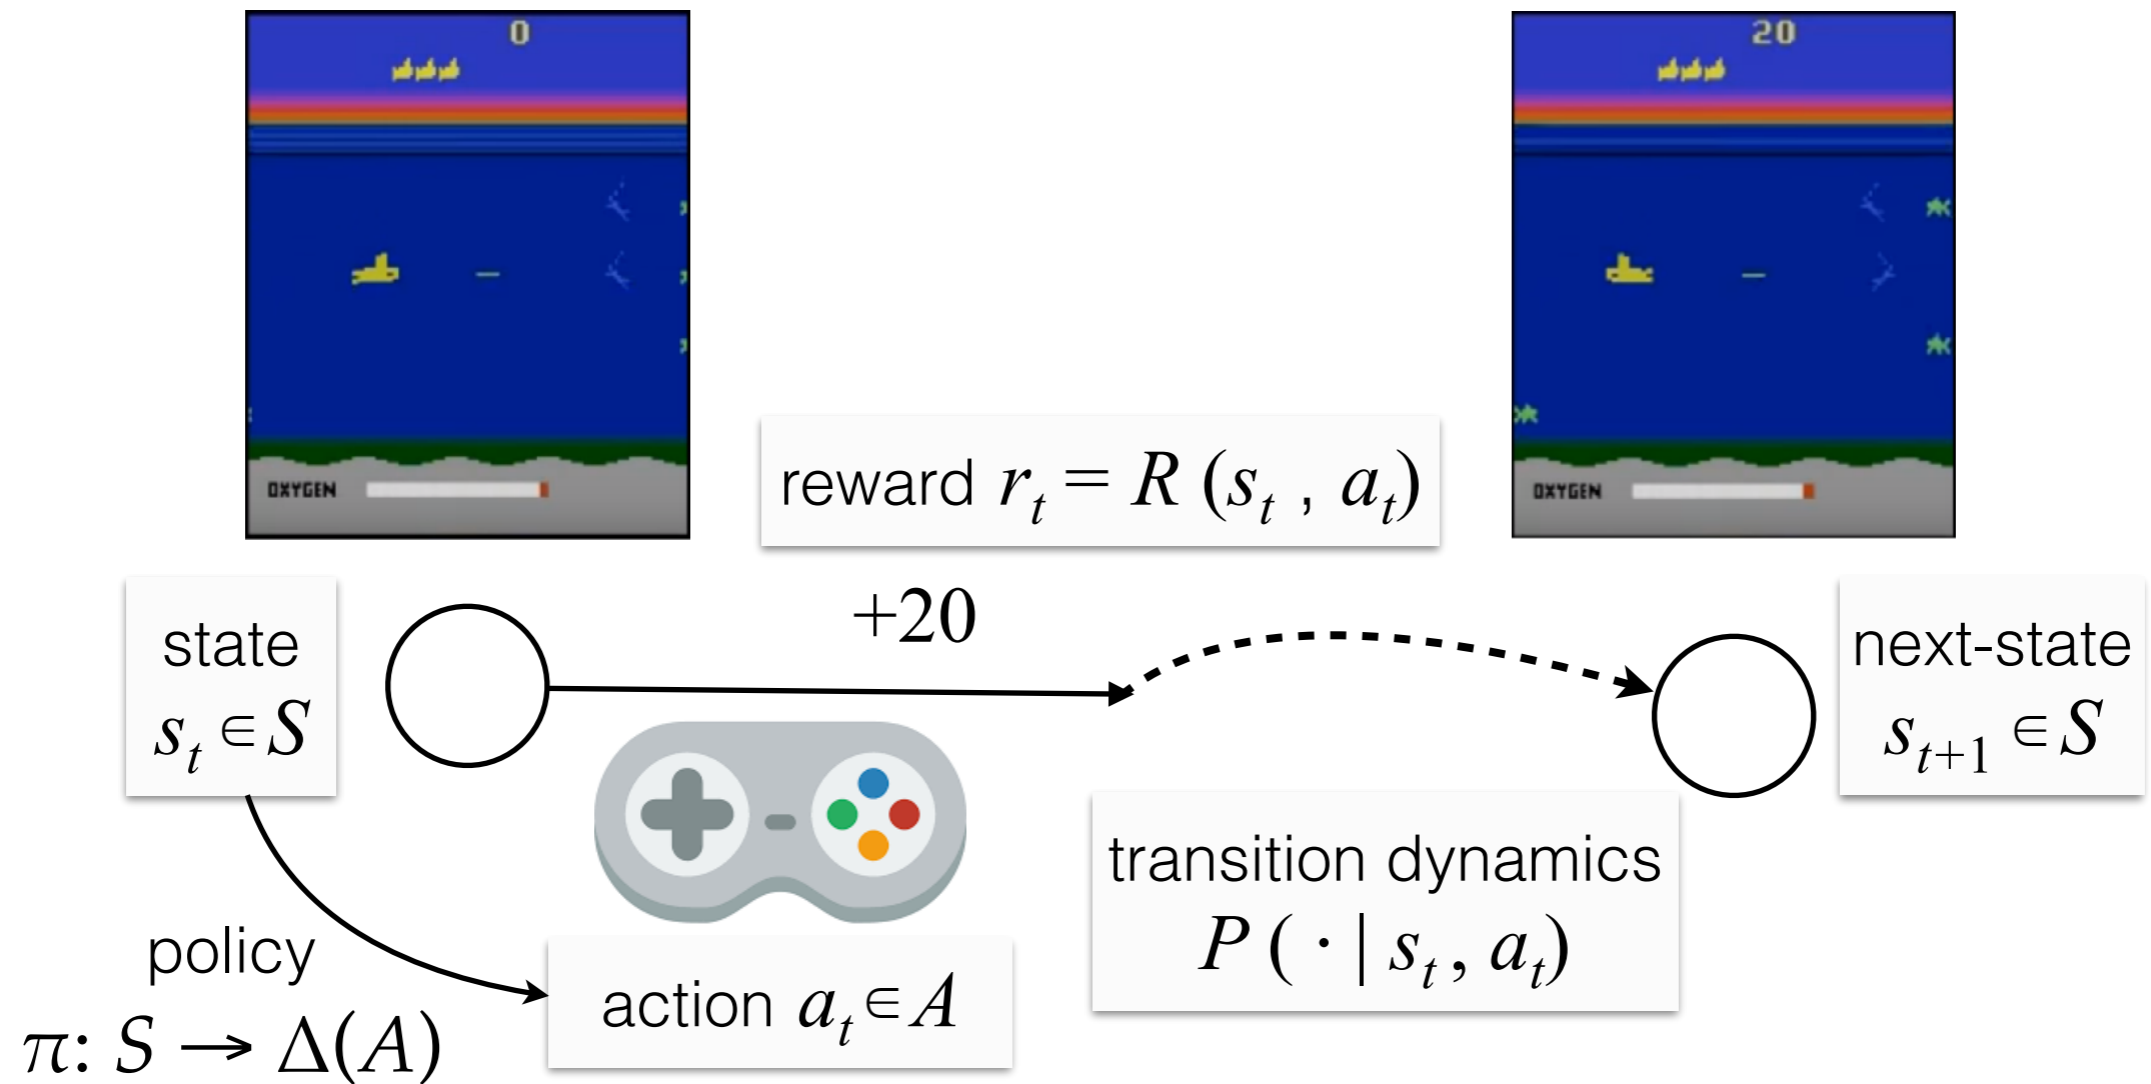 0
20
OXYGEN
OXYGEN
reward r_t = R (s_t , a_t)
+20
state
s_t ∈ S
next-state
s_{t+1} ∈ S
transition dynamics
P ( · | s_t , a_t)
policy
π: S → Δ(A)
action a_t ∈ A